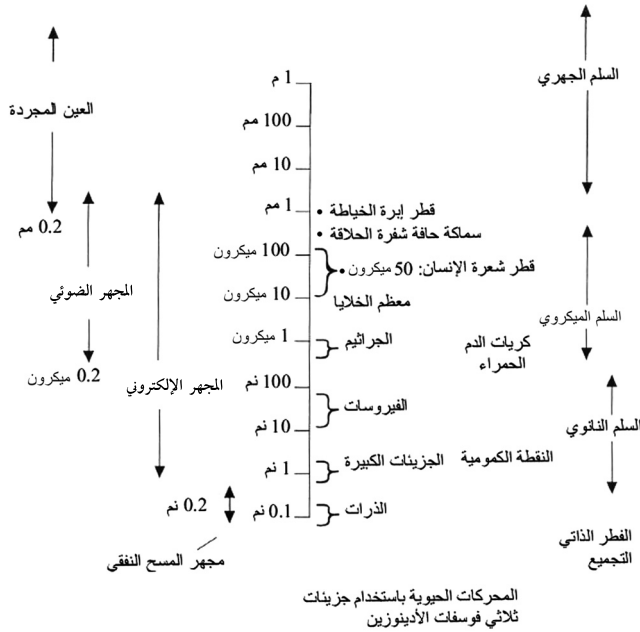 السلم الجهري
1 م
العين المجردة
100 مم
10 مم
1 مم
قطر إبرة الخياطة
0.2 مم
سماكة حافة شفرة الحلاقة
100 ميكرون
قطر شعرة الإنسان: 50 ميكرون
المجهر الضوئي
10 ميكرون
معظم الخلايا
السلم الميكروي
1 ميكرون
الجراثيم
كريات الدم
الحمراء
0.2 ميكرون
المجهر الإلكتروني
100 نم
الفيروسات
السلم النانوي
10 نم
1 نم
الجزيئات الكبيرة
النقطة الكمومية
0.2 نم
0.1 نم
الذرات
الفطر الذاتي
التجميع
مجهر المسح النفقي
المحركات الحيوية باستخدام جزيئات
ثلاثي فوسفات الأدينوزين